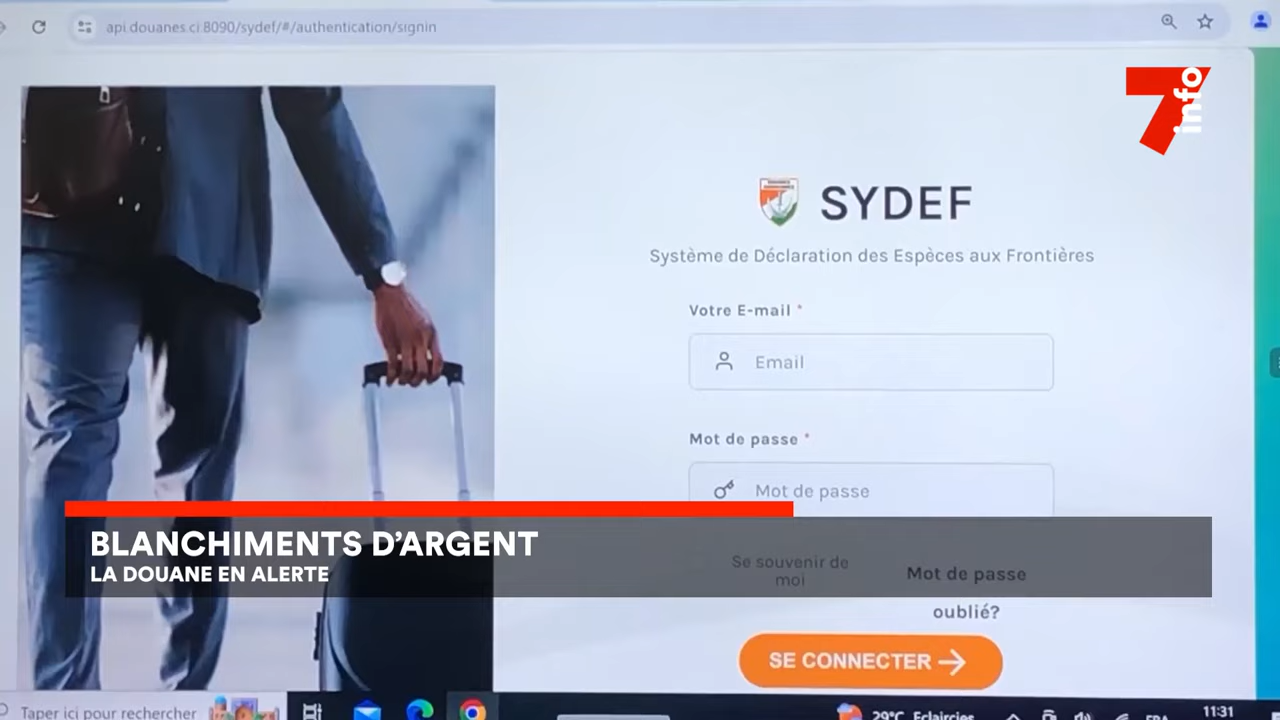 api.douanes.ci:8090/sydef/#/authentication/signin
7info
SYDEF
Système de Déclaration des Espèces aux Frontières
Votre E-mail *
Email
Mot de passe *
Mot de passe
BLANCHIMENTS D'ARGENT
LA DOUANE EN ALERTE
Se souvenir de
moi
Mot de passe
oublié?
SE CONNECTER
Taper ici pour rechercher
29°C Eclaircies
FRA
11:31